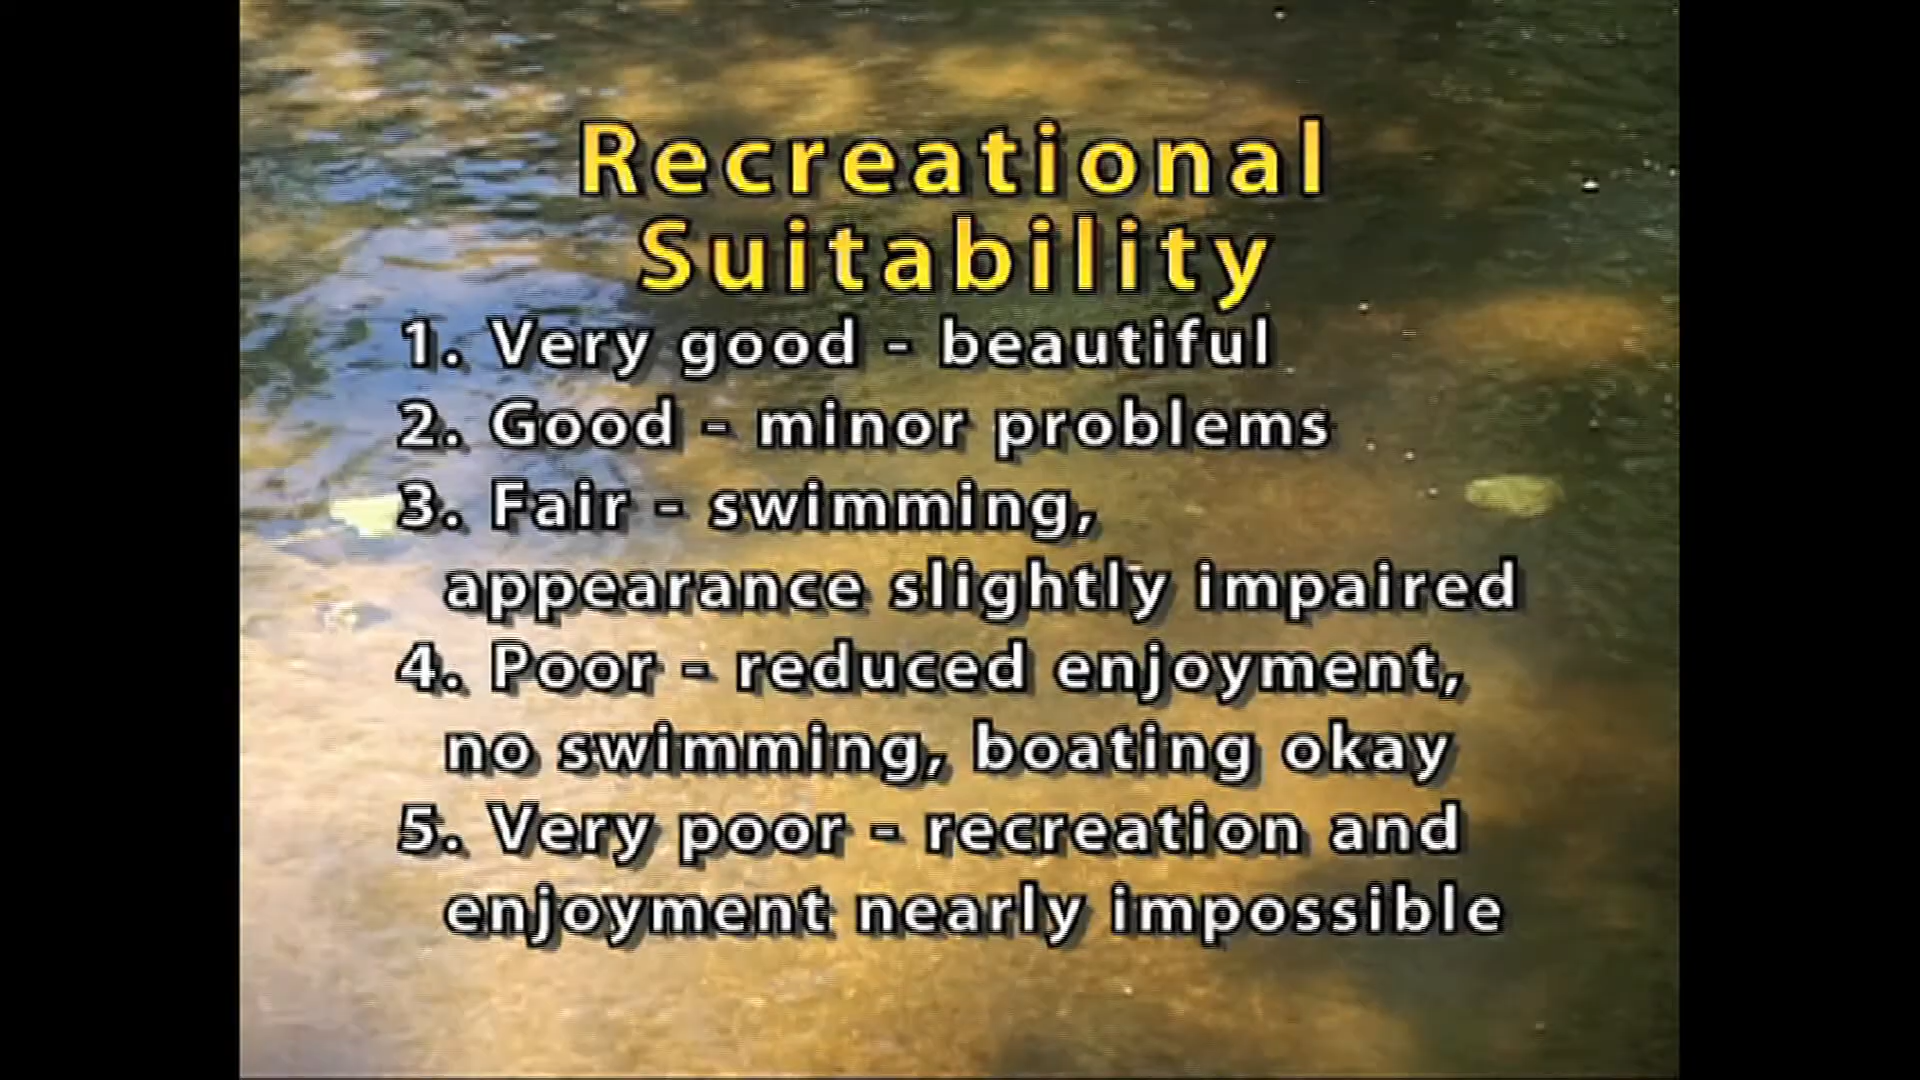 Recreational
Suitability
1. Very good - beautiful
2. Good - minor problems
3. Fair - swimming,
appearance slightly impaired
4. Poor - reduced enjoyment,
no swimming, boating okay
5. Very poor - recreation and
enjoyment nearly impossible